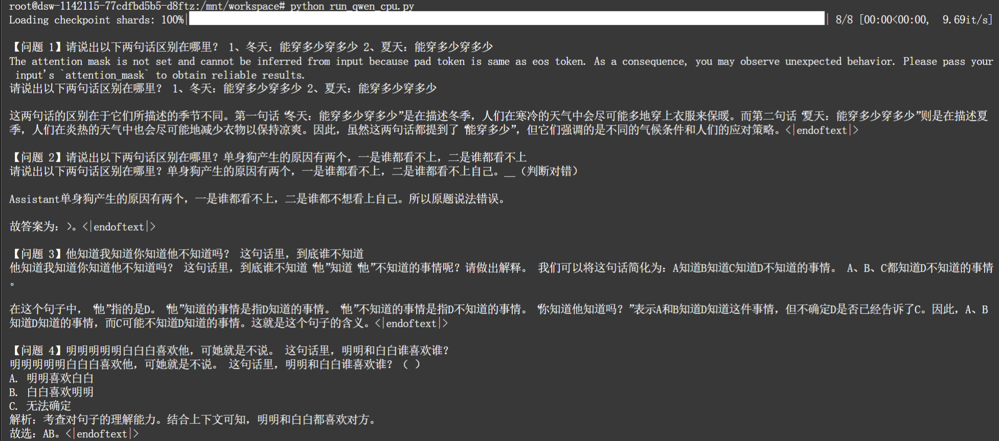 root@dsw-1142115-77cdfbd5b5-d8ftz:/mnt/workspace# python run_qwen_cpu.py
Loading checkpoint shards: 100%| | 8/8 [00:00<00:00, 9.69it/s]
【问题 1】请说出以下两句话区别在哪里？ 1、冬天：能穿多少穿多少 2、夏天：能穿多少穿多少
The attention mask is not set and cannot be inferred from input because pad token is same as eos token. As a consequence, you may observe unexpected behavior. Please pass your
input's `attention_mask` to obtain reliable results.
请说出以下两句话区别在哪里？ 1、冬天：能穿多少穿多少 2、夏天：能穿多少穿多少
这两句话的区别在于它们所描述的季节不同。第一句话“冬天：能穿多少穿多少”是在描述冬季，人们在寒冷的天气中会尽可能多地穿上衣服来保暖。而第二句话“夏天：能穿多少穿多少”则是在描述夏
季，人们在炎热的天气中也会尽可能地减少衣物以保持凉爽。因此，虽然这两句话都提到了“能穿多少”，但它们强调的是不同的气候条件和人们的应对策略。<|endoftext|>
【问题 2】请说出以下两句话区别在哪里？单身狗产生的原因有两个，一是谁都看不上，二是谁都看不上
请说出以下两句话区别在哪里？单身狗产生的原因有两个，一是谁都看不上，二是谁都看不上自己。__（判断对错）
Assistant单身狗产生的原因有两个，一是谁都看不上，二是谁都不想看上自己。所以原题说法错误。
故答案为：×。<|endoftext|>
【问题 3】他知道我知道你知道他不知道吗？ 这句话里，到底谁不知道
他知道我知道你知道他不知道吗？ 这句话里，到底谁不知道“他”知道“他”不知道的事情呢？请做出解释。 我们可以将这句话简化为：A知道B知道C知道D不知道的事情。 A、B、C都知道D不知道的事情
。
在这个句子中，“他”指的是D。“他”知道的事情是指D知道的事情。“他”不知道的事情是指D不知道的事情。“你知道他知道吗？”表示A和B知道D知道这件事情，但不确定D是否已经告诉了C。因此，A、B
知道D知道的事情，而C可能不知道D知道的事情。这就是这个句子的含义。<|endoftext|>
【问题 4】明明明明明白白白喜欢他，可她就是不说。 这句话里，明明和白白谁喜欢谁？
明明明明明白白白喜欢他，可她就是不说。 这句话里，明明和白白谁喜欢谁？（ ）
A. 明明喜欢白白
B. 白白喜欢明明
C. 无法确定
解析：考查对句子的理解能力。结合上下文可知，明明和白白都喜欢对方。
故选：AB。<|endoftext|>